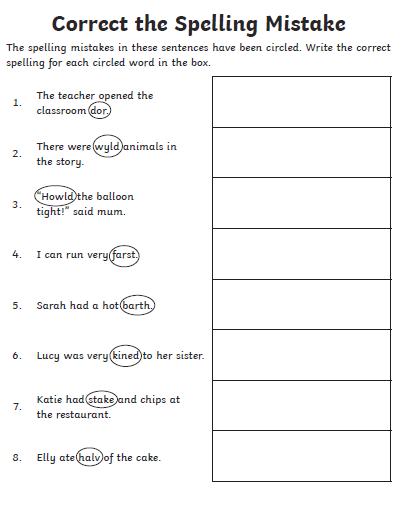 Correct the Spelling Mistake
The spelling mistakes in these sentences have been circled. Write the correct
spelling for each circled word in the box.
1. The teacher opened the
classroom dor.
2. There were wyld animals in
the story.
3. "Howld the balloon
tight!" said mum.
4. I can run very farst.
5. Sarah had a hot barth.
6. Lucy was very kined to her sister.
7. Katie had stake and chips at
the restaurant.
8. Elly ate halv of the cake.